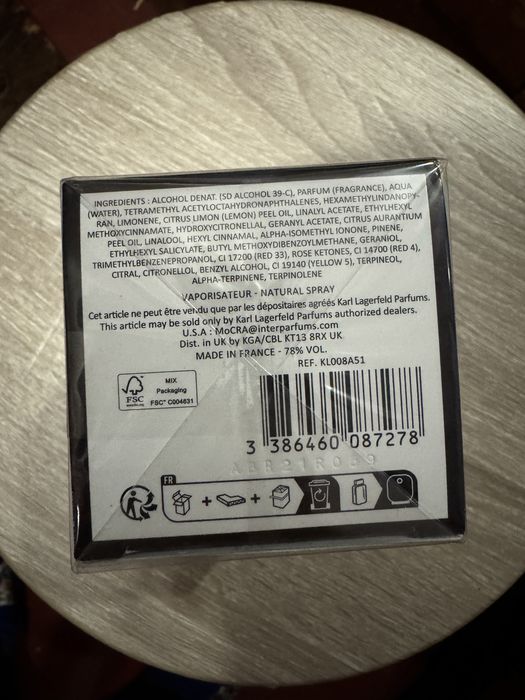 INGREDIENTS : ALCOHOL DENAT. (SD ALCOHOL 39-C), PARFUM (FRAGRANCE), AQUA
(WATER), TETRAMETHYL ACETYLOCTAHYDRONAPHTHALENES, HEXAMETHYLINDANOPY-
RAN, LIMONENE, CITRUS LIMON (LEMON) PEEL OIL, LINALYL ACETATE, ETHYLHEXYL
METHOXYCINNAMATE, HYDROXYCITRONELLAL, GERANYL ACETATE, CITRUS AURANTIUM
PEEL OIL, LINALOOL, HEXYL CINNAMAL, ALPHA-ISOMETHYL IONONE, PINENE,
ETHYLHEXYL SALICYLATE, BUTYL METHOXYDIBENZOYLMETHANE, GERANIOL,
TRIMETHYLBENZENEPROPANOL, CI 17200 (RED 33), ROSE KETONES, CI 14700 (RED 4),
CITRAL, CITRONELLOL, BENZYL ALCOHOL, CI 19140 (YELLOW 5), TERPINEOL,
ALPHA-TERPINENE, TERPINOLENE
VAPORISATEUR - NATURAL SPRAY
Cet article ne peut être vendu que par les dépositaires agréés Karl Lagerfeld Parfums.
This article may be sold only by Karl Lagerfeld Parfums authorized dealers.
U.S.A : MoCRA@interparfums.com
Dist. in UK by KGA/CBL KT13 8RX UK
MADE IN FRANCE - 78% VOL.
REF. KL008A51
FSC
MIX
Packaging
FSC® C004631
3 386460 087278
FR